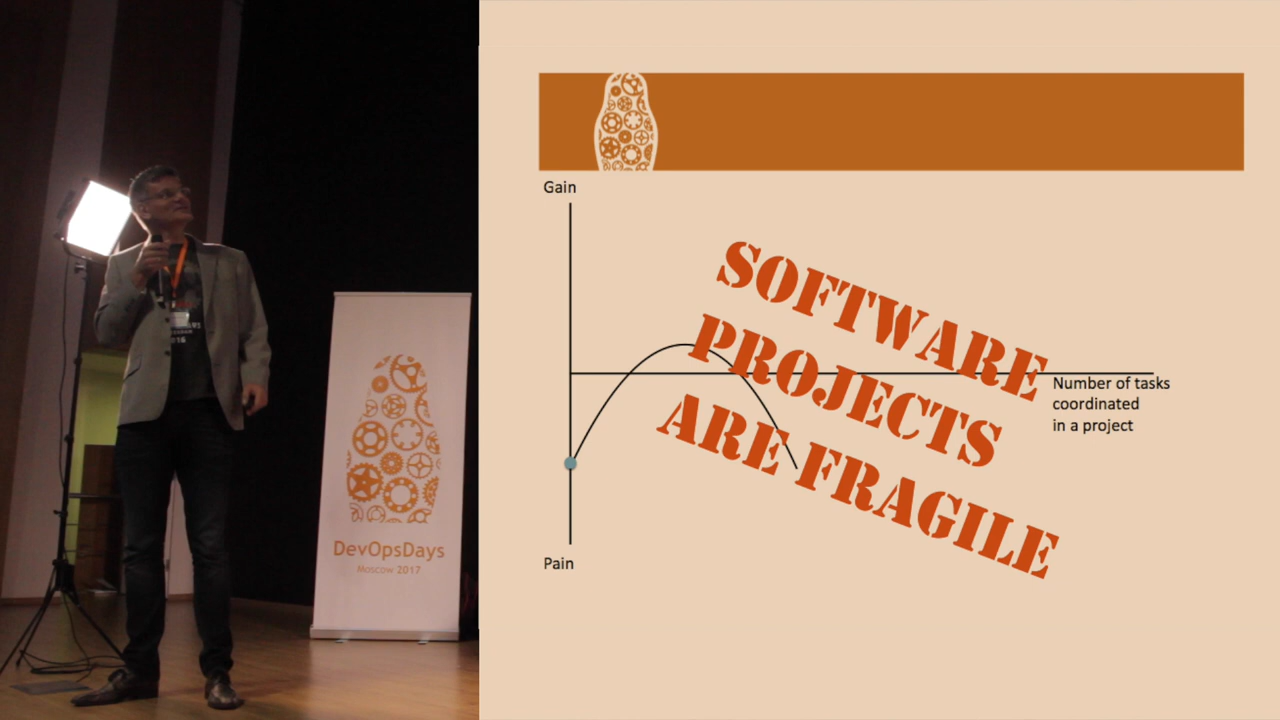 DevOpsDays
Moscow 2017
Gain
SOFTWARE
PROJECTS
ARE FRAGILE
Number of tasks
coordinated
in a project
Pain